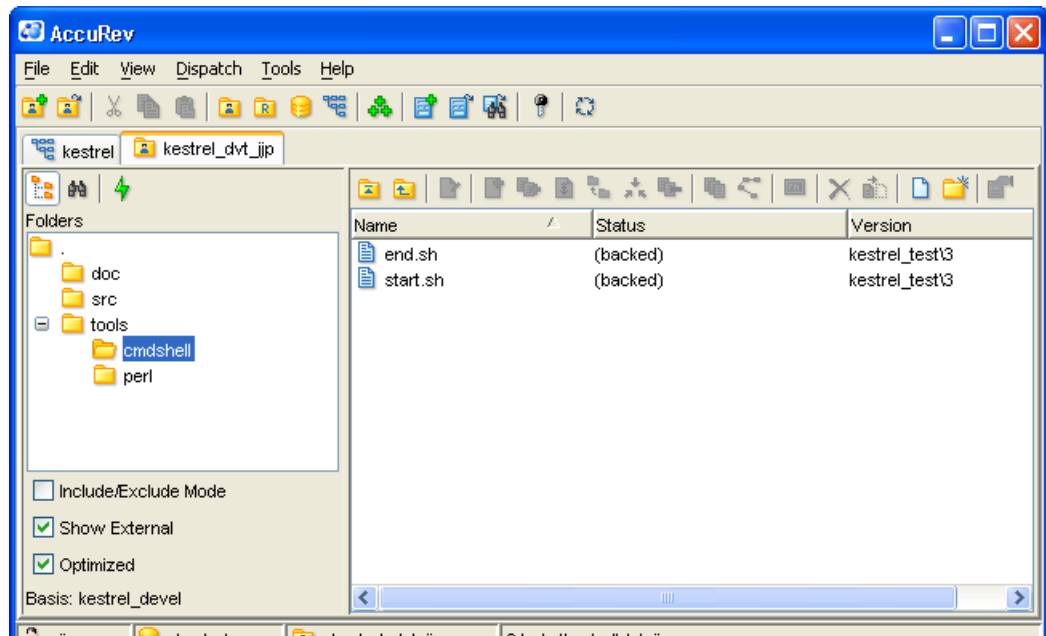 AccuRev
File Edit View Dispatch Tools Help
kestrel kestrel_dvt_jjp
Folders
.
doc
src
tools
cmdshell
perl
Include/Exclude Mode
Show External
Optimized
Basis: kestrel_devel
Name Status Version
end.sh (backed) kestrel_test\3
start.sh (backed) kestrel_test\3